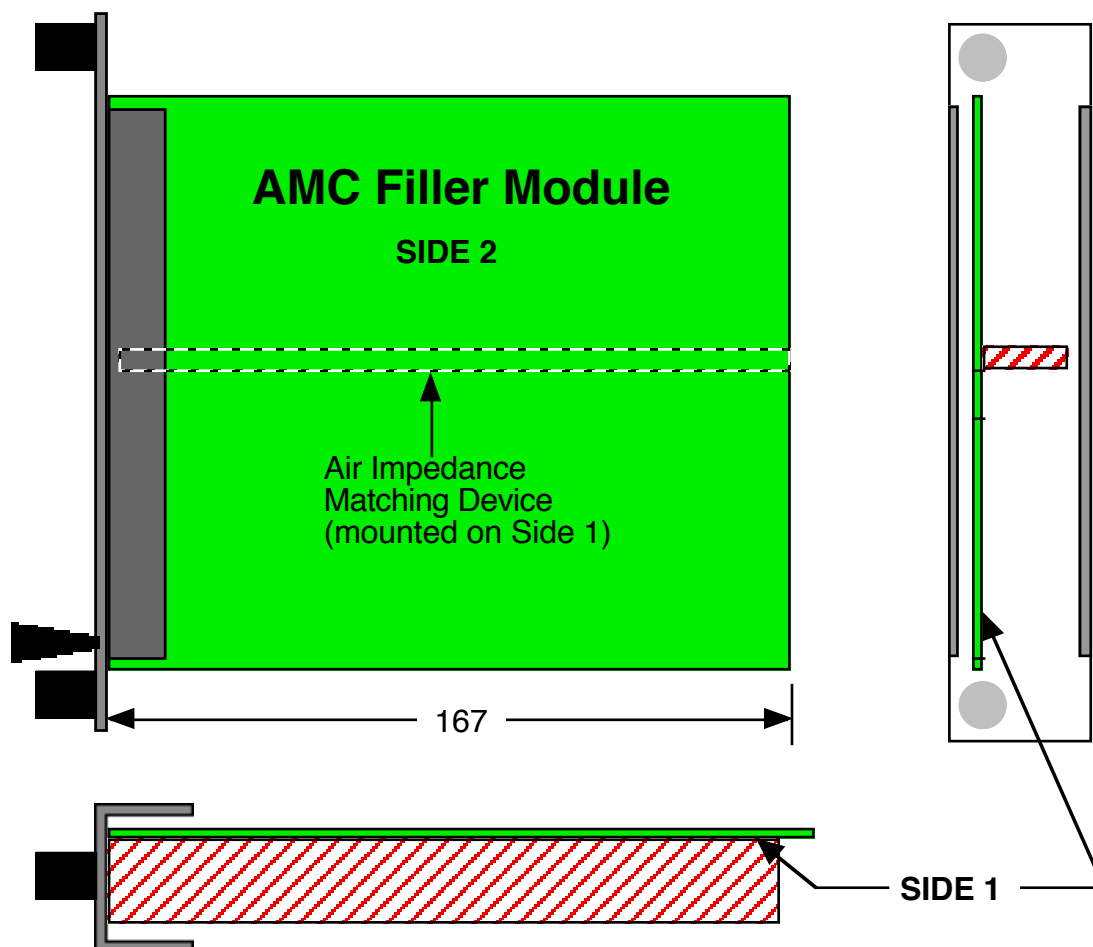 AMC Filler Module
SIDE 2
Air Impedance
Matching Device
(mounted on Side 1)
167
SIDE 1